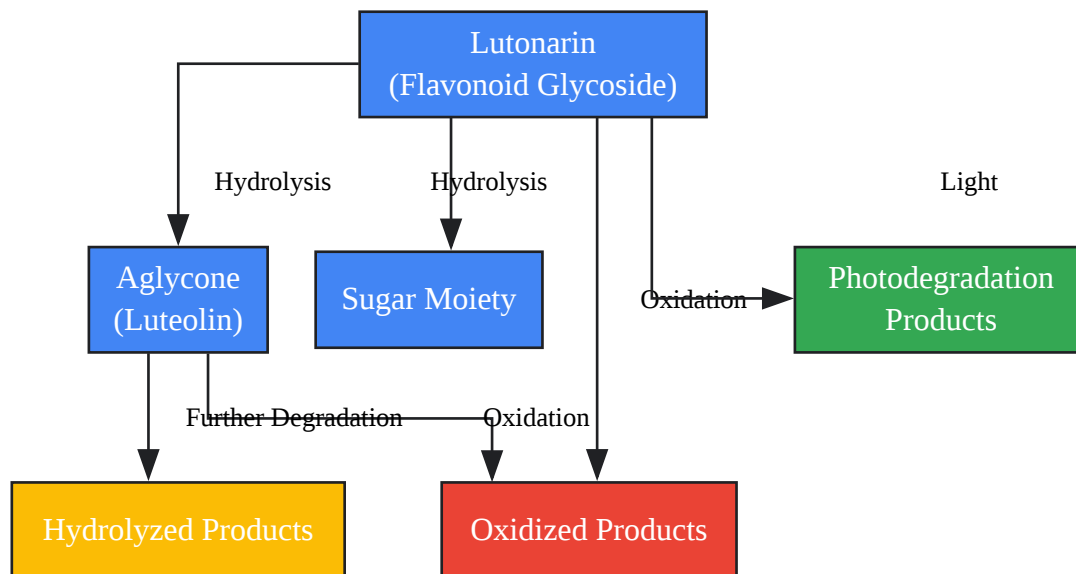 Lutonarin
(Flavonoid Glycoside)
Hydrolysis
Hydrolysis
Light
Aglycone
(Luteolin)
Sugar Moiety
Oxidation
Photodegradation
Products
Further Degradation
Oxidation
Hydrolyzed Products
Oxidized Products